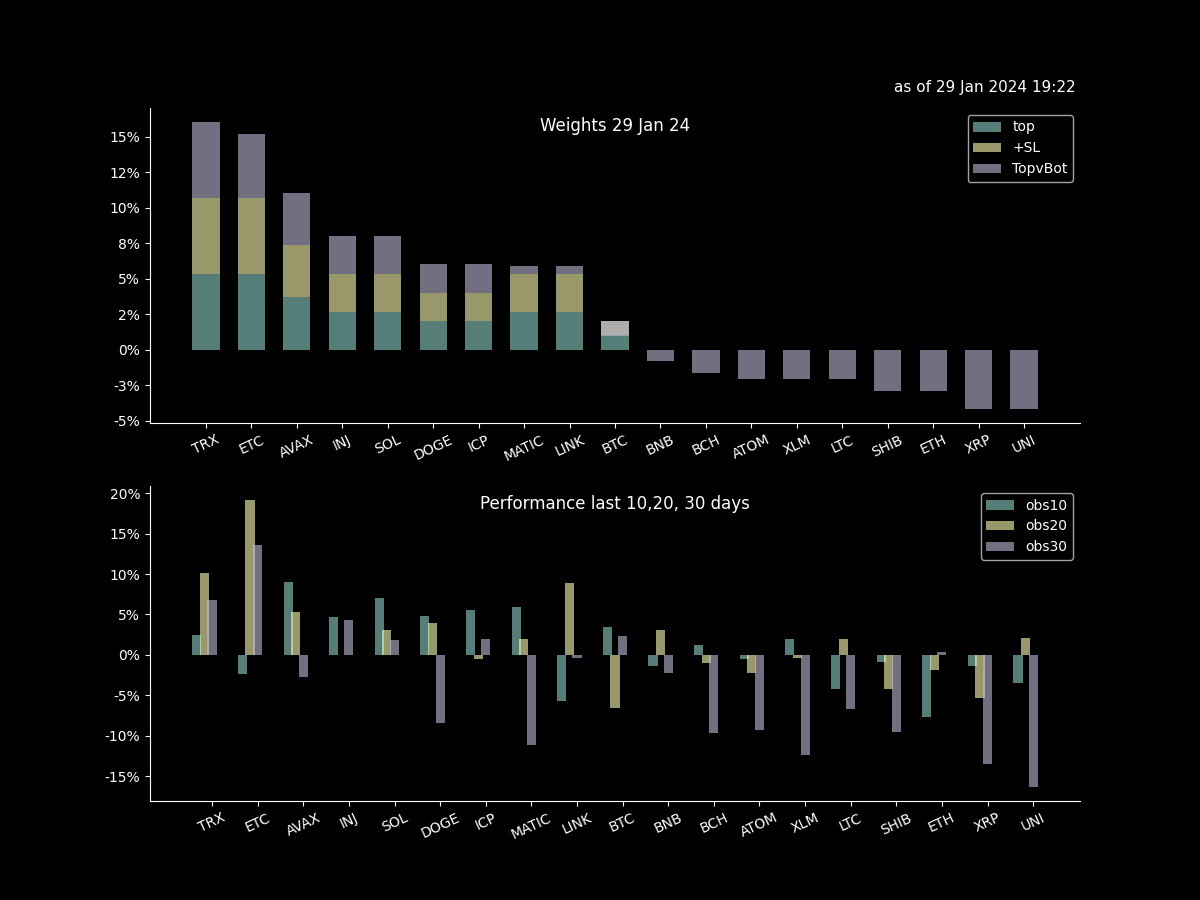 as of 29 Jan 2024 19:22
Weights 29 Jan 24
top
+SL
TopvBot
15%
12%
10%
8%
5%
2%
0%
-3%
-5%
TRX ETC AVAX INJ SOL DOGE ICP MATIC LINK BTC BNB BCH ATOM XLM LTC SHIB ETH XRP UNI
Performance last 10,20, 30 days
obs10
obs20
obs30
20%
15%
10%
5%
0%
-5%
-10%
-15%
TRX ETC AVAX INJ SOL DOGE ICP MATIC LINK BTC BNB BCH ATOM XLM LTC SHIB ETH XRP UNI